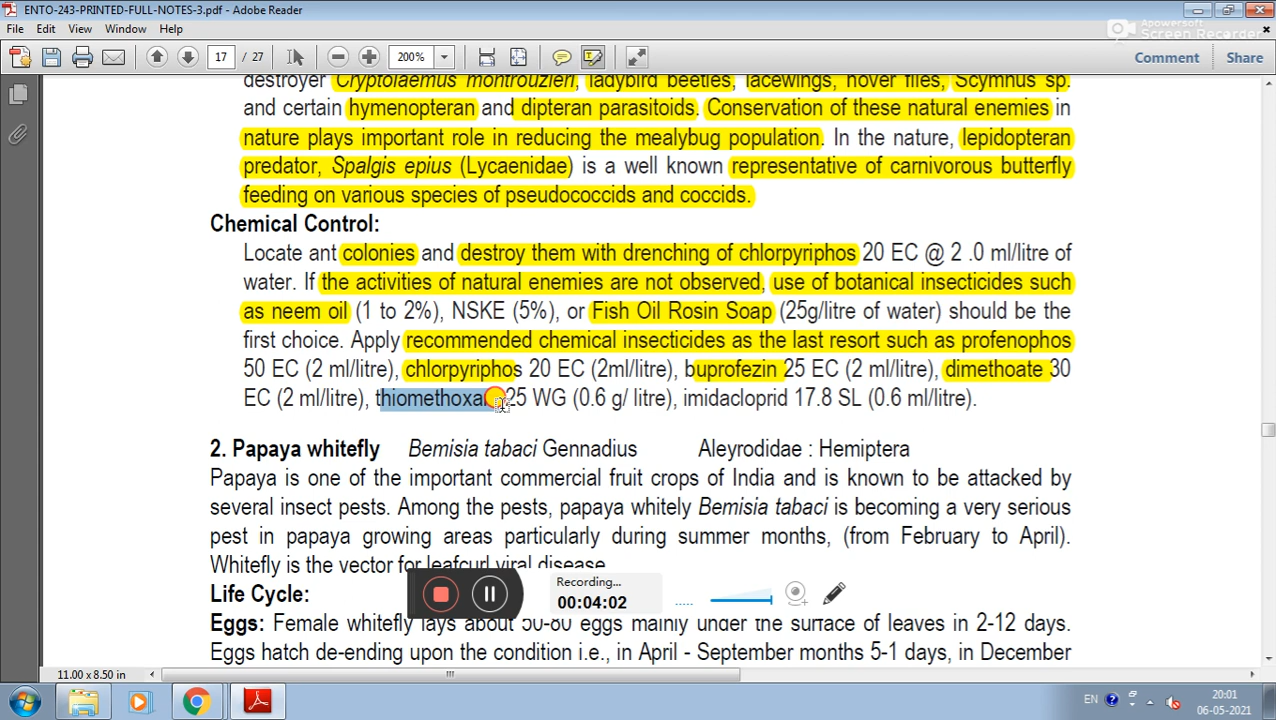 ENTO-243-PRINTED-FULL-NOTES-3.pdf - Adobe Reader
File Edit View Window Help
Apowersoft
Screen Recorder
17 / 27 200% Comment Share
destroyer Cryptolaemus montrouzieri, ladybird beetles, lacewings, hover flies, Scymnus sp.
and certain hymenopteran and dipteran parasitoids. Conservation of these natural enemies in
nature plays important role in reducing the mealybug population. In the nature, lepidopteran
predator, Spalgis epius (Lycaenidae) is a well known representative of carnivorous butterfly
feeding on various species of pseudococcids and coccids.
Chemical Control:
Locate ant colonies and destroy them with drenching of chlorpyriphos 20 EC @ 2 .0 ml/litre of
water. If the activities of natural enemies are not observed, use of botanical insecticides such
as neem oil (1 to 2%), NSKE (5%), or Fish Oil Rosin Soap (25g/litre of water) should be the
first choice. Apply recommended chemical insecticides as the last resort such as profenophos
50 EC (2 ml/litre), chlorpyriphos 20 EC (2ml/litre), buprofezin 25 EC (2 ml/litre), dimethoate 30
EC (2 ml/litre), 25 WG (0.6 g/ litre), imidacloprid 17.8 SL (0.6 ml/litre).
2. Papaya whitefly Bemisia tabaci Gennadius Aleyrodidae : Hemiptera
Papaya is one of the important commercial fruit crops of India and is known to be attacked by
several insect pests. Among the pests, papaya whitely Bemisia tabaci is becoming a very serious
pest in papaya growing areas particularly during summer months, (from February to April).
Whitefly is the vector for leafcurl viral disease.
Life Cycle:
Eggs: Female whitefly lays about 50-80 eggs mainly under the surface of leaves in 2-12 days.
Eggs hatch de-ending upon the condition i.e., in April - September months 5-1 days, in December
Recording...
00:04:02
11.00 x 8.50 in
EN
20:01
06-05-2021